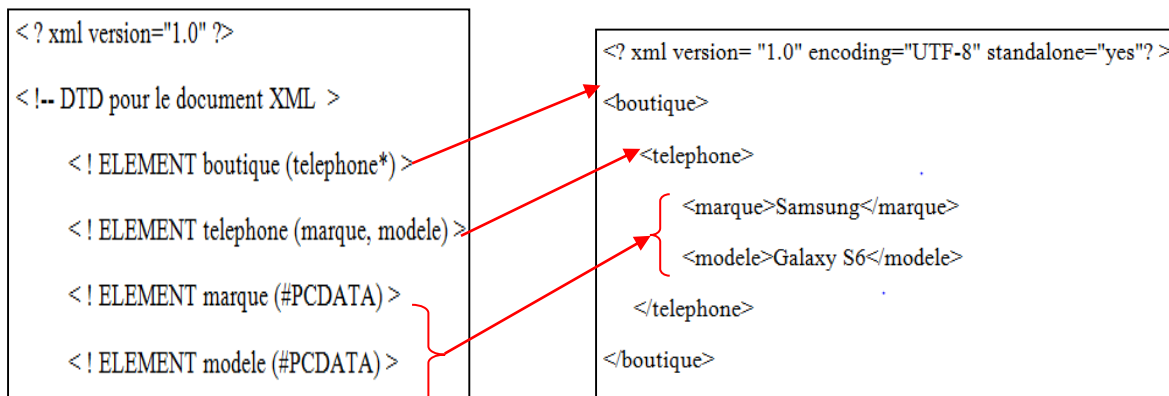 < ? xml version="1.0" ?>
< !-- DTD pour le document XML >
< ! ELEMENT boutique (telephone*) >
< ! ELEMENT telephone (marque, modele) >
< ! ELEMENT marque (#PCDATA) >
< ! ELEMENT modele (#PCDATA) >
<? xml version= "1.0" encoding="UTF-8" standalone="yes"? >
<boutique>
<telephone>
<marque>Samsung</marque>
<modele>Galaxy S6</modele>
</telephone>
</boutique>